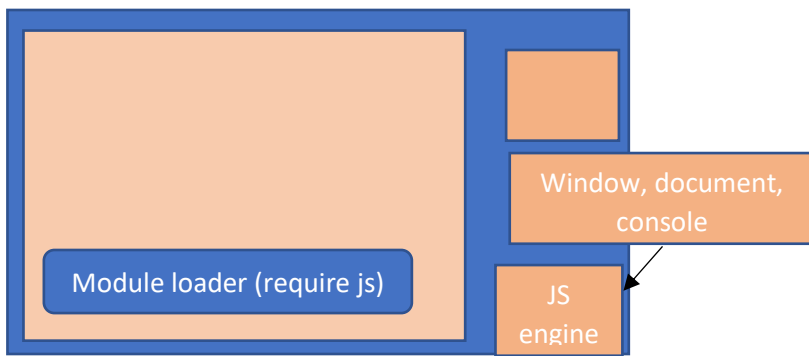 Window, document,
console
Module loader (require js)
JS
engine